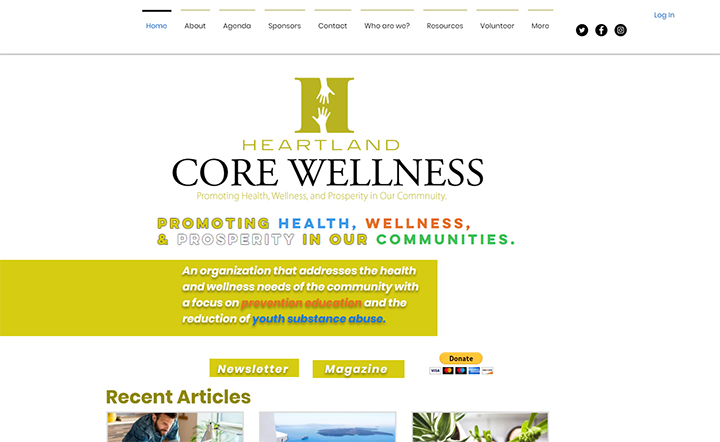 Home About Agenda Sponsors Contact Who are we? Resources Volunteer More
Log In
H
HEARTLAND
CORE WELLNESS
Promoting Health, Wellness, and Prosperity in Our Commnuity.
PROMOTING HEALTH, WELLNESS,
& PROSPERITY IN OUR COMMUNITIES.
An organization that addresses the health
and wellness needs of the community with
a focus on prevention education and the
reduction of youth substance abuse.
Newsletter Magazine
Donate
VISA
Recent Articles